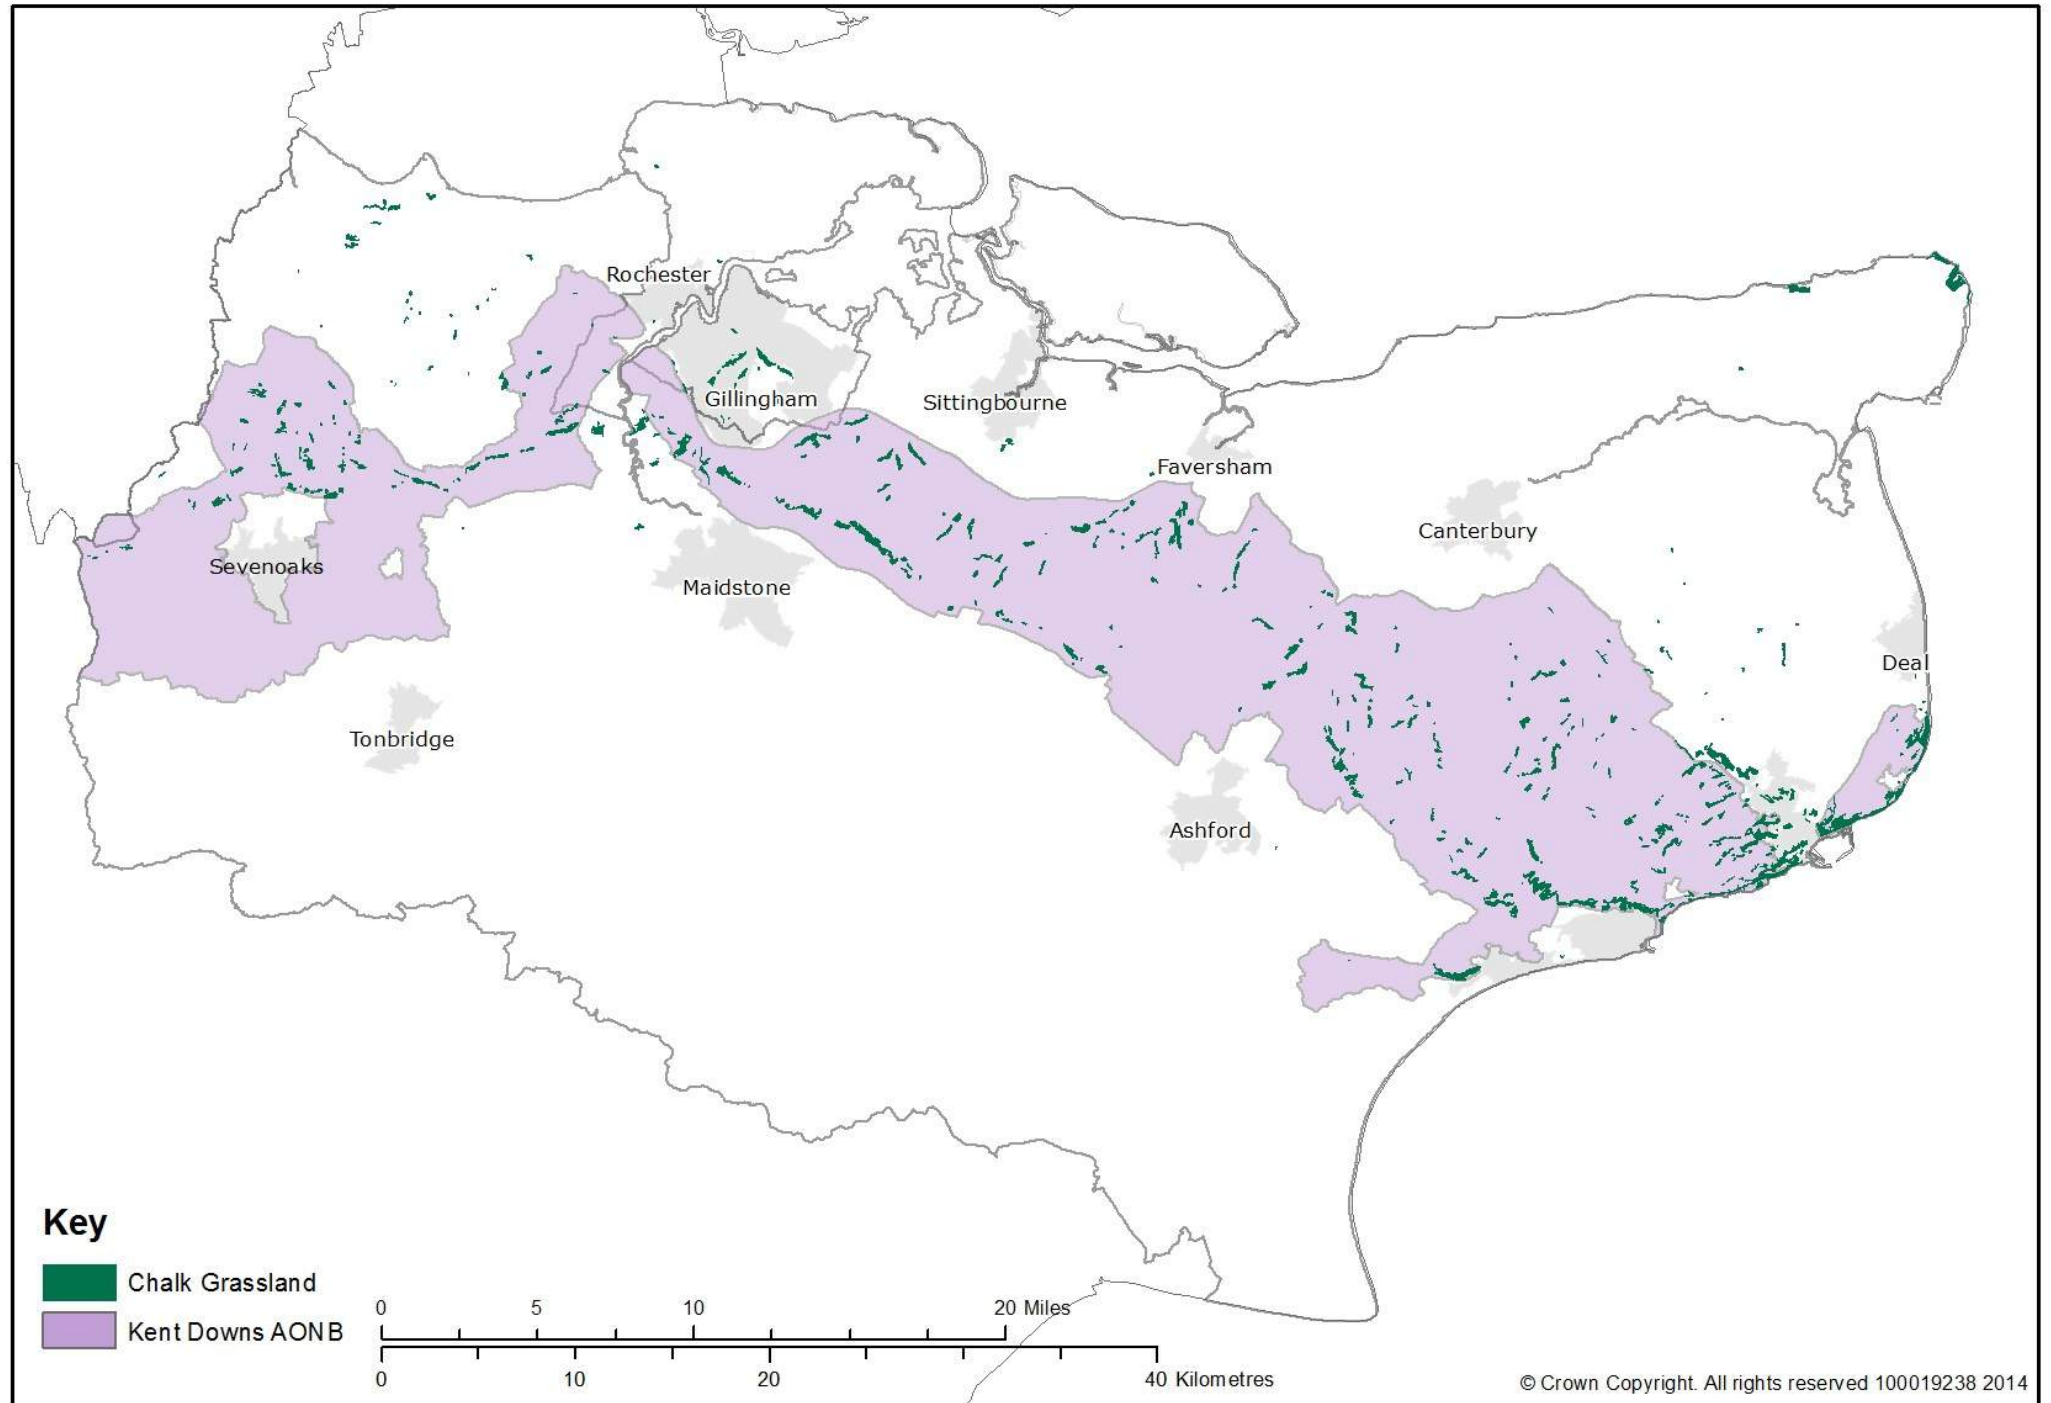 Rochester
Gillingham
Sittingbourne
Faversham
Canterbury
Sevenoaks
Maidstone
Deal
Tonbridge
Ashford
Key
Chalk Grassland
Kent Downs AONB
0 5 10 20 Miles
0 10 20 40 Kilometres
© Crown Copyright. All rights reserved 100019238 2014